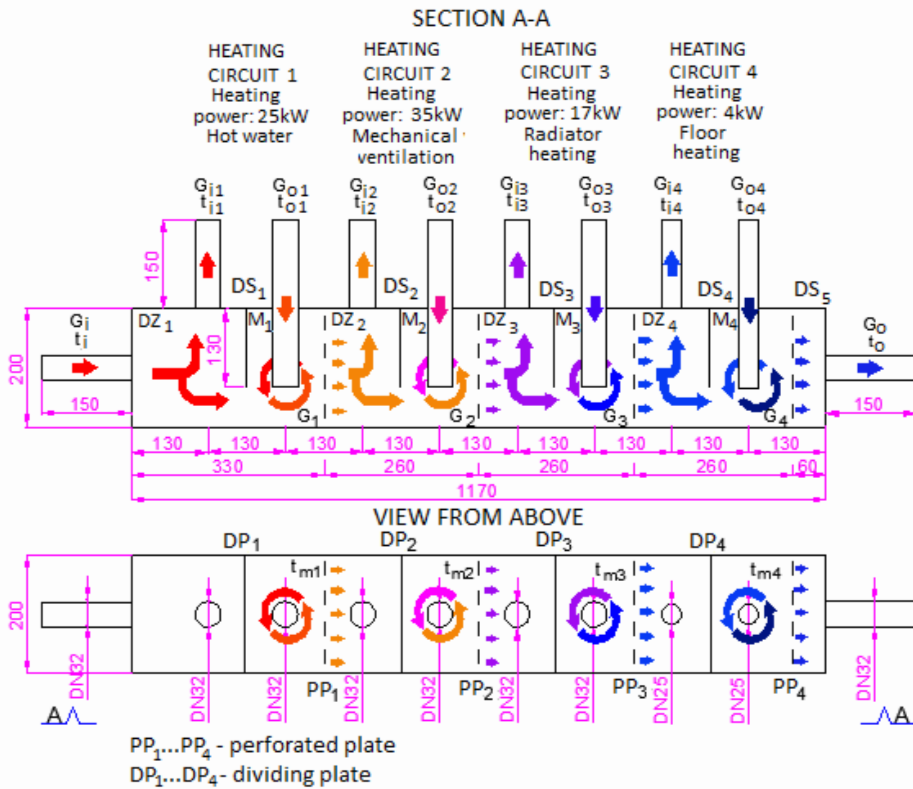 SECTION A-A
HEATING CIRCUIT 1
Heating power: 25kW
Hot water
HEATING CIRCUIT 2
Heating power: 35kW
Mechanical ventilation
HEATING CIRCUIT 3
Heating power: 17kW
Radiator heating
HEATING CIRCUIT 4
Heating power: 4kW
Floor heating
Gi1 Go1 Gi2 Go2 Gi3 Go3 Gi4 Go4
ti1 to1 ti2 to2 ti3 to3 ti4 to4
150
DS1 DS2 DS3 DS4 DS5
Gi
ti
DZ1 M1 DZ2 M2 DZ3 M3 DZ4 M4
Go
to
200
130
G1 G2 G3 G4
150 150
130 130 130 130 130 130 130 130 130
330 260 260 260 60
1170
VIEW FROM ABOVE
DP1 DP2 DP3 DP4
tm1 tm2 tm3 tm4
200
DN32 DN32 DN32 DN32 DN32 DN32 DN32 DN25 DN25 DN32
PP1 PP2 PP3 PP4
A A
PP1...PP4 - perforated plate
DP1...DP4 - dividing plate